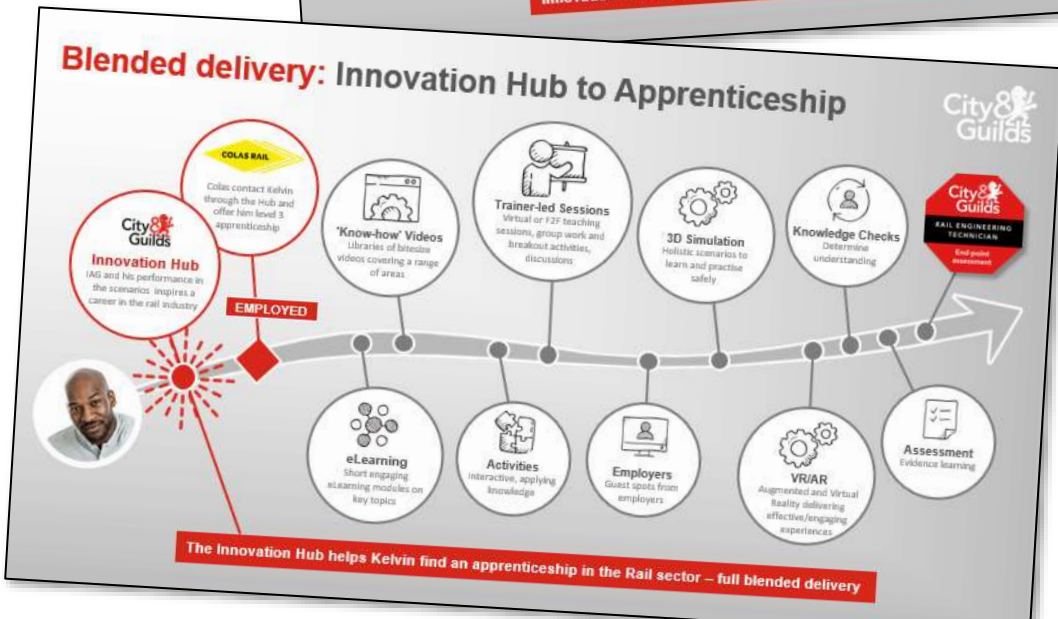 Blended delivery: Innovation Hub to Apprenticeship
City &
Guilds
COLAS RAIL
Colas contact Kelvin
through the Hub and
offer him level 3
apprenticeship
City &
Guilds
Innovation Hub
IAG and his performance in
the scenarios inspires a
career in the rail industry
EMPLOYED
'Know-how' Videos
Libraries of bitesize
videos covering a range
of areas
Trainer-led Sessions
Virtual or F2F teaching
sessions, group work and
breakout activities,
discussions
3D Simulation
Holistic scenarios to
learn and practise
safely
Knowledge Checks
Determine
understanding
City &
Guilds
RAIL ENGINEERING
TECHNICIAN
End-point
assessment
eLearning
Short engaging
eLearning modules on
key topics
Activities
Interactive, applying
knowledge
Employers
Guest spots from
employers
VR/AR
Augmented and Virtual
Reality delivering
effective/engaging
experiences
Assessment
Evidence learning
The Innovation Hub helps Kelvin find an apprenticeship in the Rail sector – full blended delivery